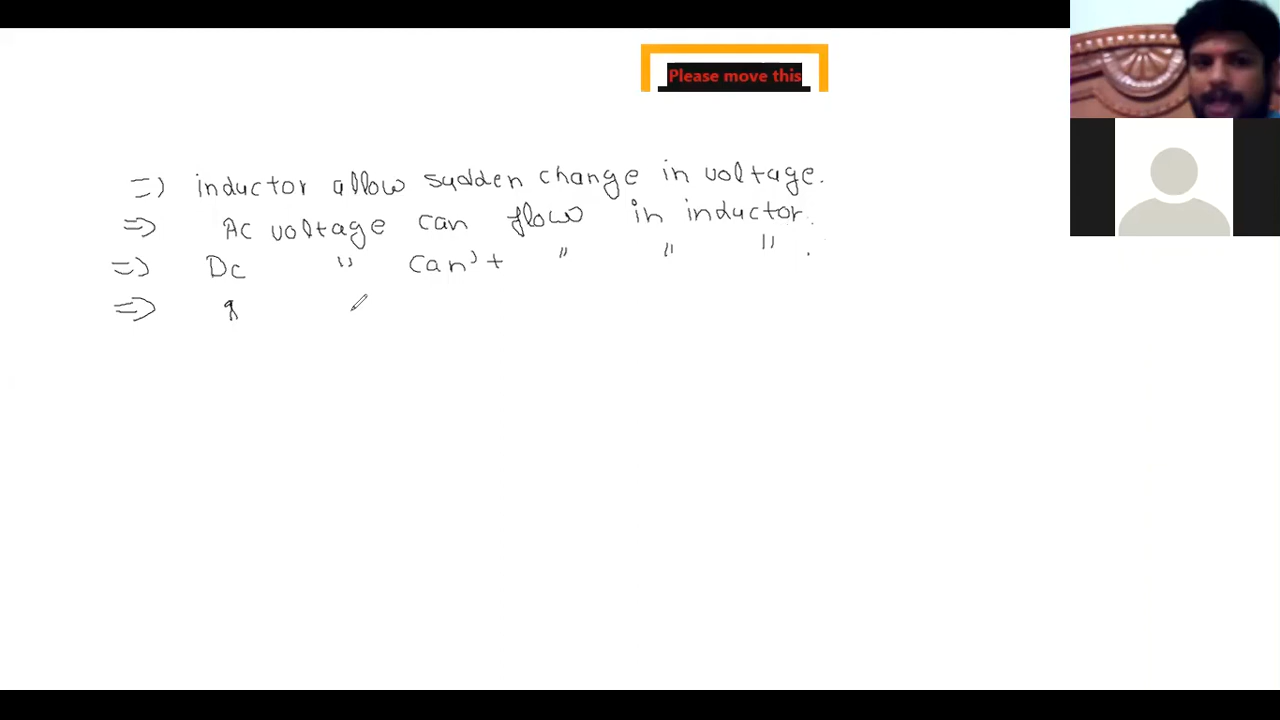 Please move this
=) inductor allow sudden change in voltage.
=> Ac voltage can flow in inductor.
=> Dc " can't " " " .
=>